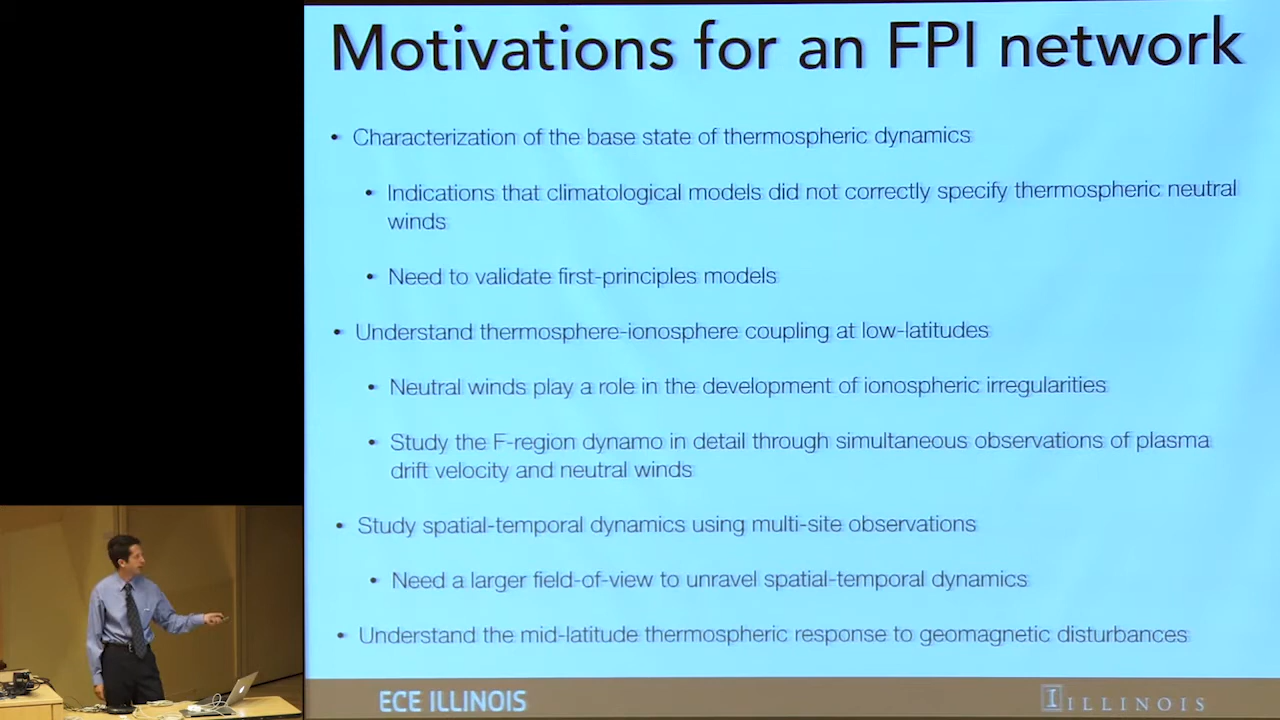 Motivations for an FPI network
• Characterization of the base state of thermospheric dynamics
• Indications that climatological models did not correctly specify thermospheric neutral
winds
• Need to validate first-principles models
• Understand thermosphere-ionosphere coupling at low-latitudes
• Neutral winds play a role in the development of ionospheric irregularities
• Study the F-region dynamo in detail through simultaneous observations of plasma
drift velocity and neutral winds
• Study spatial-temporal dynamics using multi-site observations
• Need a larger field-of-view to unravel spatial-temporal dynamics
• Understand the mid-latitude thermospheric response to geomagnetic disturbances
ECE ILLINOIS
I ILLINOIS